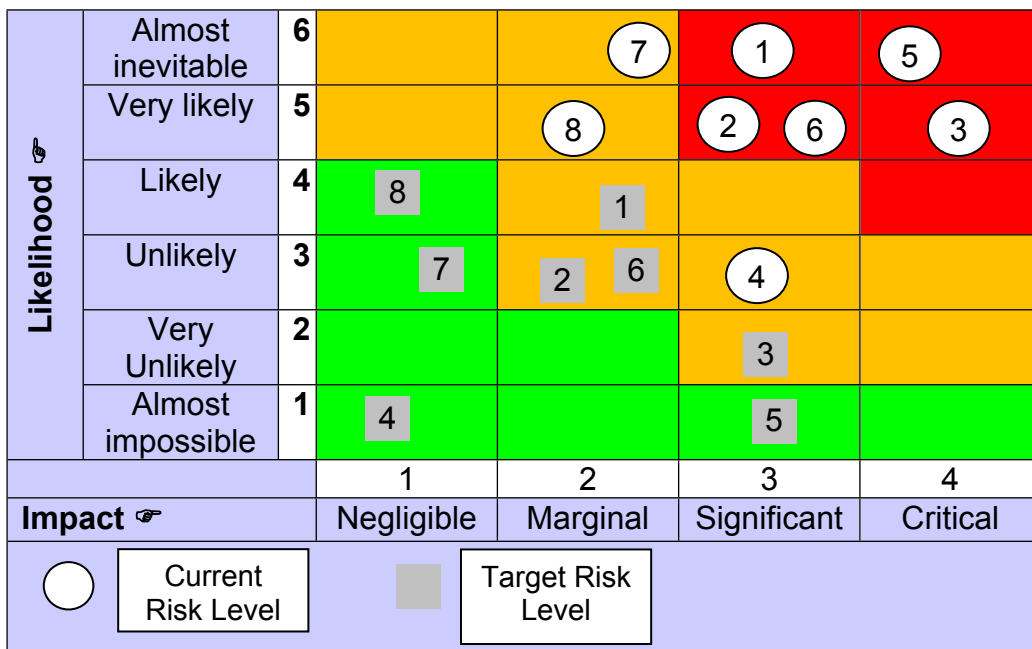 Likelihood ☝
Almost inevitable 6 7 1 5
Very likely 5 8 2 6 3
Likely 4 8 1
Unlikely 3 7 2 6 4
Very Unlikely 2 3
Almost impossible 1 4 5
1 2 3 4
Impact ☞ Negligible Marginal Significant Critical
Current
Risk Level
Target Risk
Level